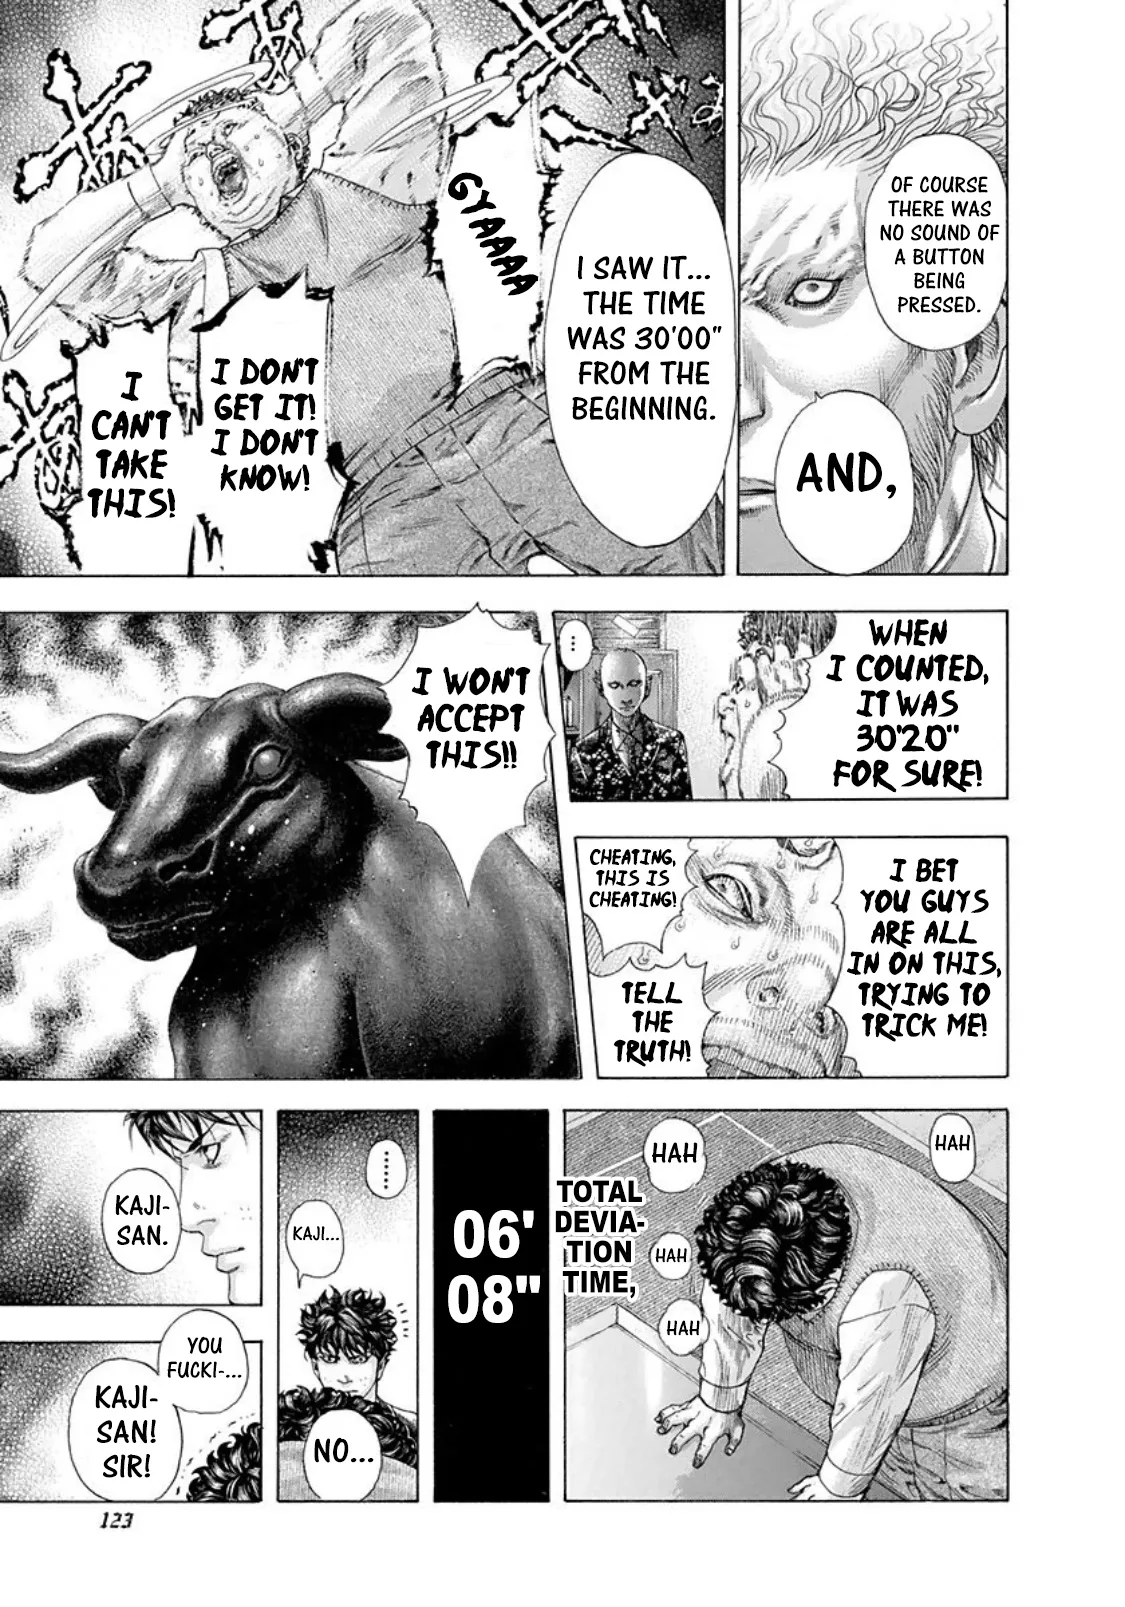 OF COURSE
THERE WAS
NO SOUND OF
A BUTTON
BEING
PRESSED.
AND,
I SAW IT...
THE TIME
WAS 30'00"
FROM THE
BEGINNING.
GYAAAA
I DON'T
GET IT!
I DON'T
KNOW!
I
CAN'T
TAKE
THIS!
WHEN
I COUNTED,
IT WAS
30'20"
FOR SURE!
...
I WON'T
ACCEPT
THIS!!
I BET
YOU GUYS
ARE ALL
IN ON THIS,
TRYING TO
TRICK ME!
CHEATING,
THIS IS
CHEATING!
TELL
THE
TRUTH!
HAH
HAH
HAH
HAH
TOTAL
DEVIA-
TION
TIME,
06'
08"
......
KAJI...
NO...
KAJI-
SAN.
YOU
FUCKI-...
KAJI-
SAN!
SIR!
123